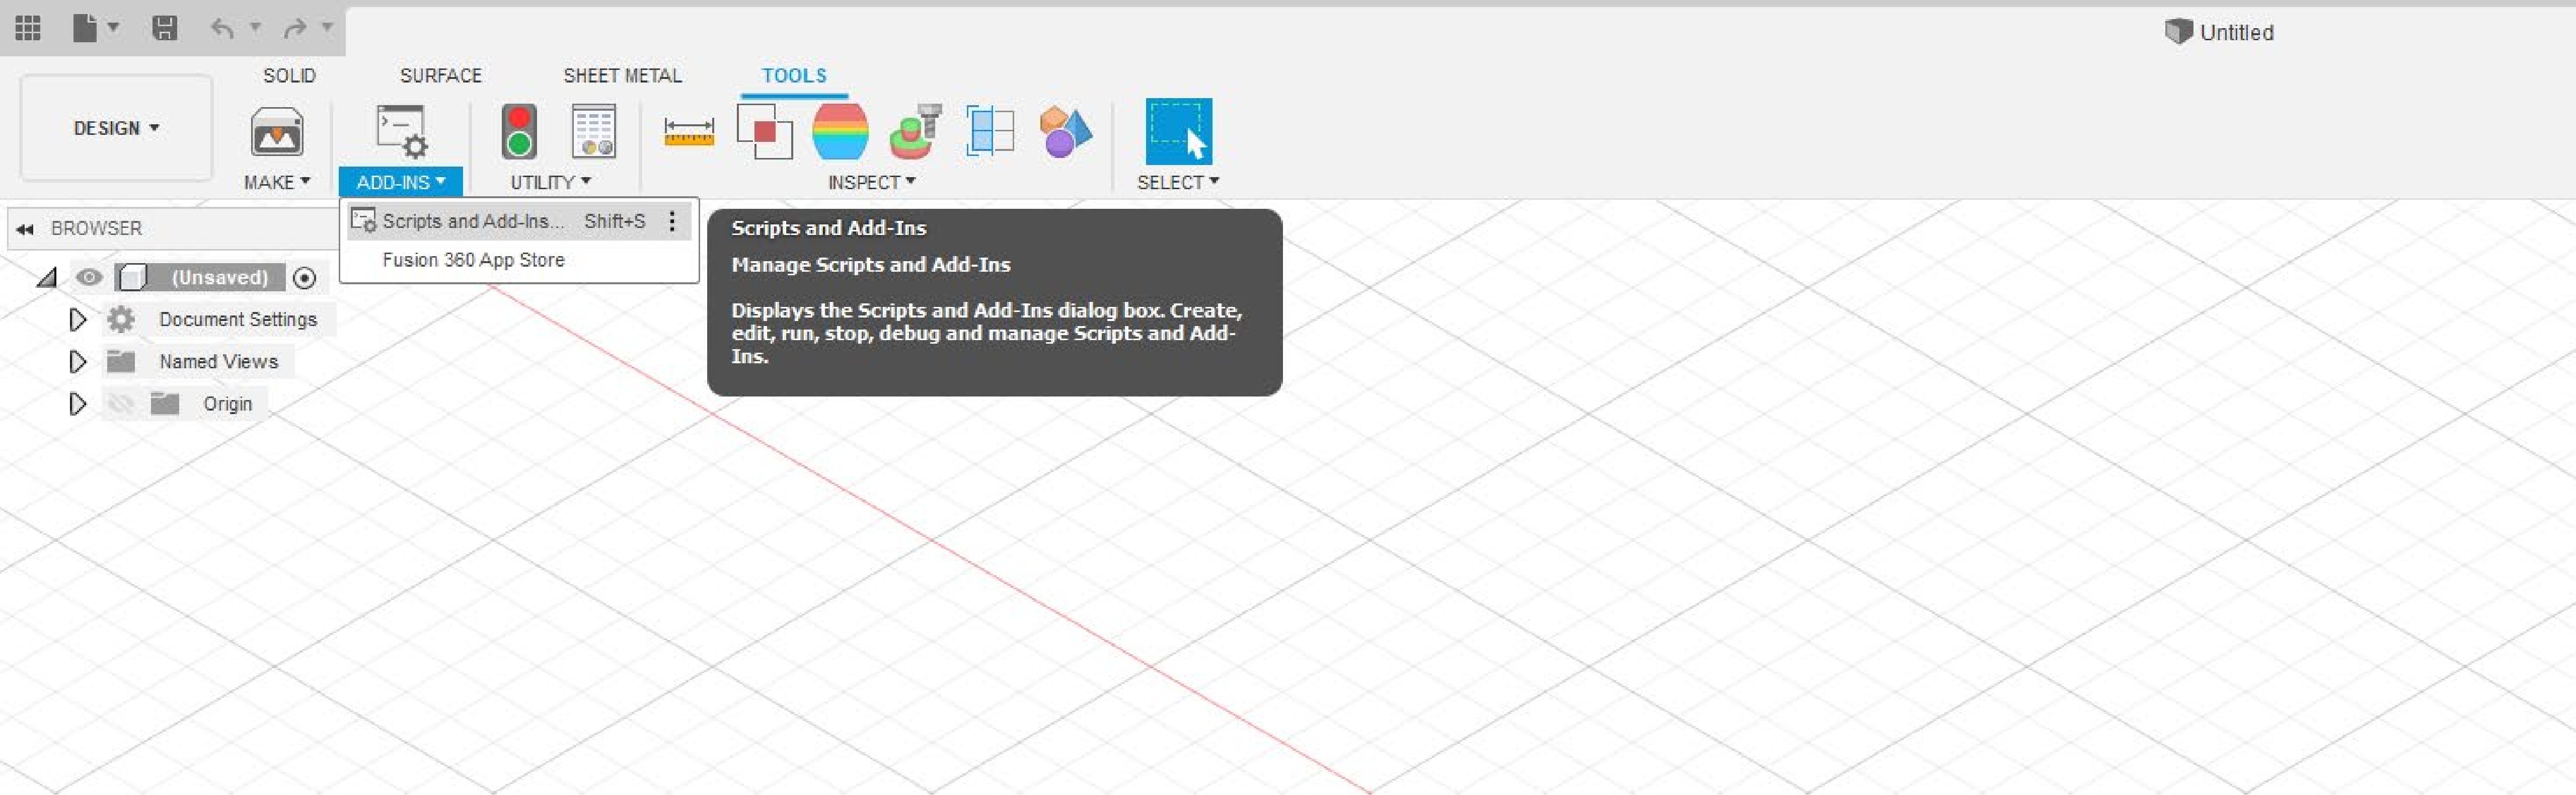 Untitled
SOLID SURFACE SHEET METAL TOOLS
DESIGN
MAKE ADD-INS UTILITY INSPECT SELECT
BROWSER
Scripts and Add-Ins... Shift+S
Fusion 360 App Store
(Unsaved)
Document Settings
Named Views
Origin
Scripts and Add-Ins
Manage Scripts and Add-Ins
Displays the Scripts and Add-Ins dialog box. Create,
edit, run, stop, debug and manage Scripts and Add-
Ins.